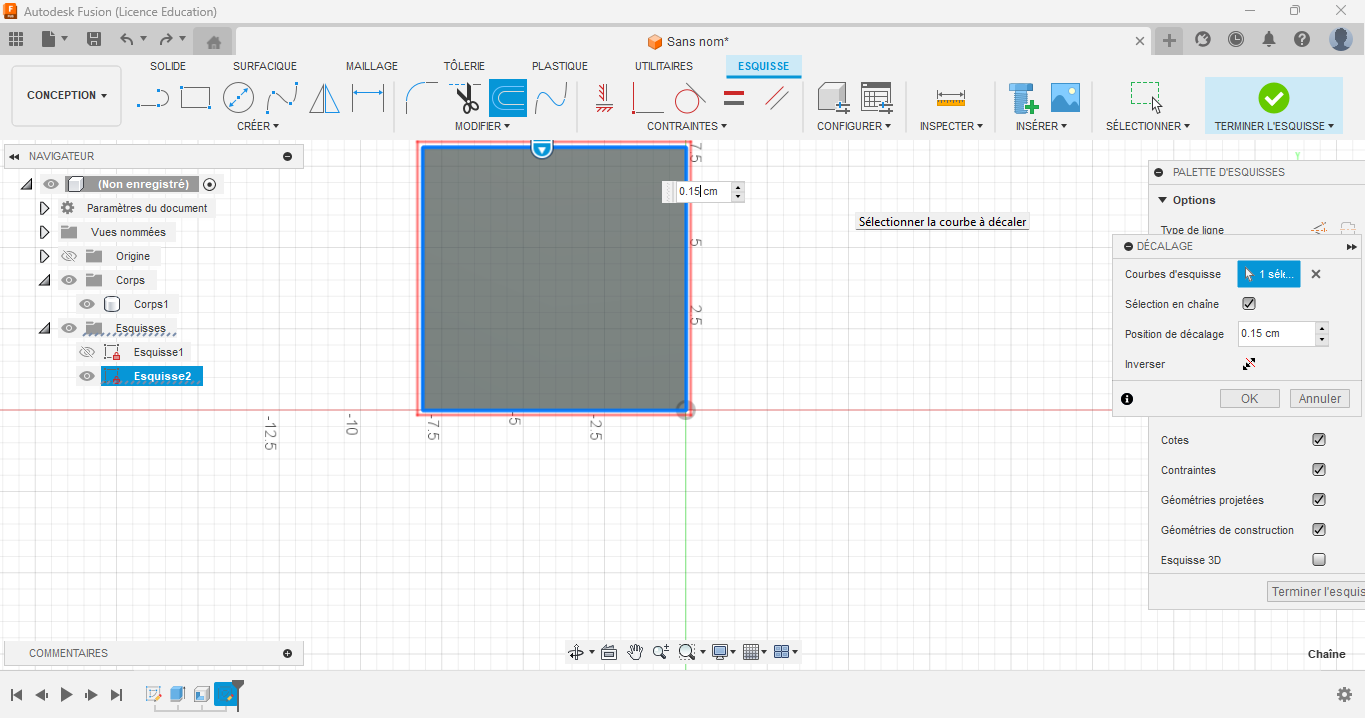 Autodesk Fusion (Licence Education)
Sans nom*
SOLIDE SURFACIQUE MAILLAGE TÔLERIE PLASTIQUE UTILITAIRES ESQUISSE
CONCEPTION
CRÉER MODIFIER CONTRAINTES CONFIGURER INSPECTER INSÉRER SÉLECTIONNER TERMINER L'ESQUISSE
NAVIGATEUR
(Non enregistré)
Paramètres du document
Vues nommées
Origine
Corps
Corps1
Esquisses
Esquisse1
Esquisse2
7.5
0.15 cm
5
2.5
-12.5 -10 -7.5 -5 -2.5
Sélectionner la courbe à décaler
Y
PALETTE D'ESQUISSES
Options
Type de ligne
DÉCALAGE
Courbes d'esquisse 1 sélé...
Sélection en chaîne
Position de décalage 0.15 cm
Inverser
OK Annuler
Cotes
Contraintes
Géométries projetées
Géométries de construction
Esquisse 3D
Terminer l'esquis
COMMENTAIRES
Chaîne